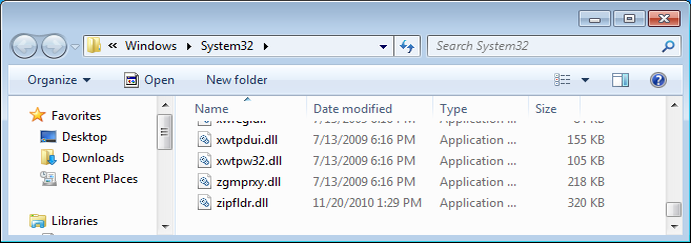 « Windows ▸ System32 ▸ Search System32
Organize ▾ Open New folder
Name Date modified Type Size
Favorites
Desktop
Downloads
Recent Places
Libraries
xwtpdui.dll 7/13/2009 6:16 PM Application ... 155 KB
xwtpw32.dll 7/13/2009 6:16 PM Application ... 105 KB
zgmprxy.dll 7/13/2009 6:16 PM Application ... 218 KB
zipfldr.dll 11/20/2010 1:29 PM Application ... 320 KB